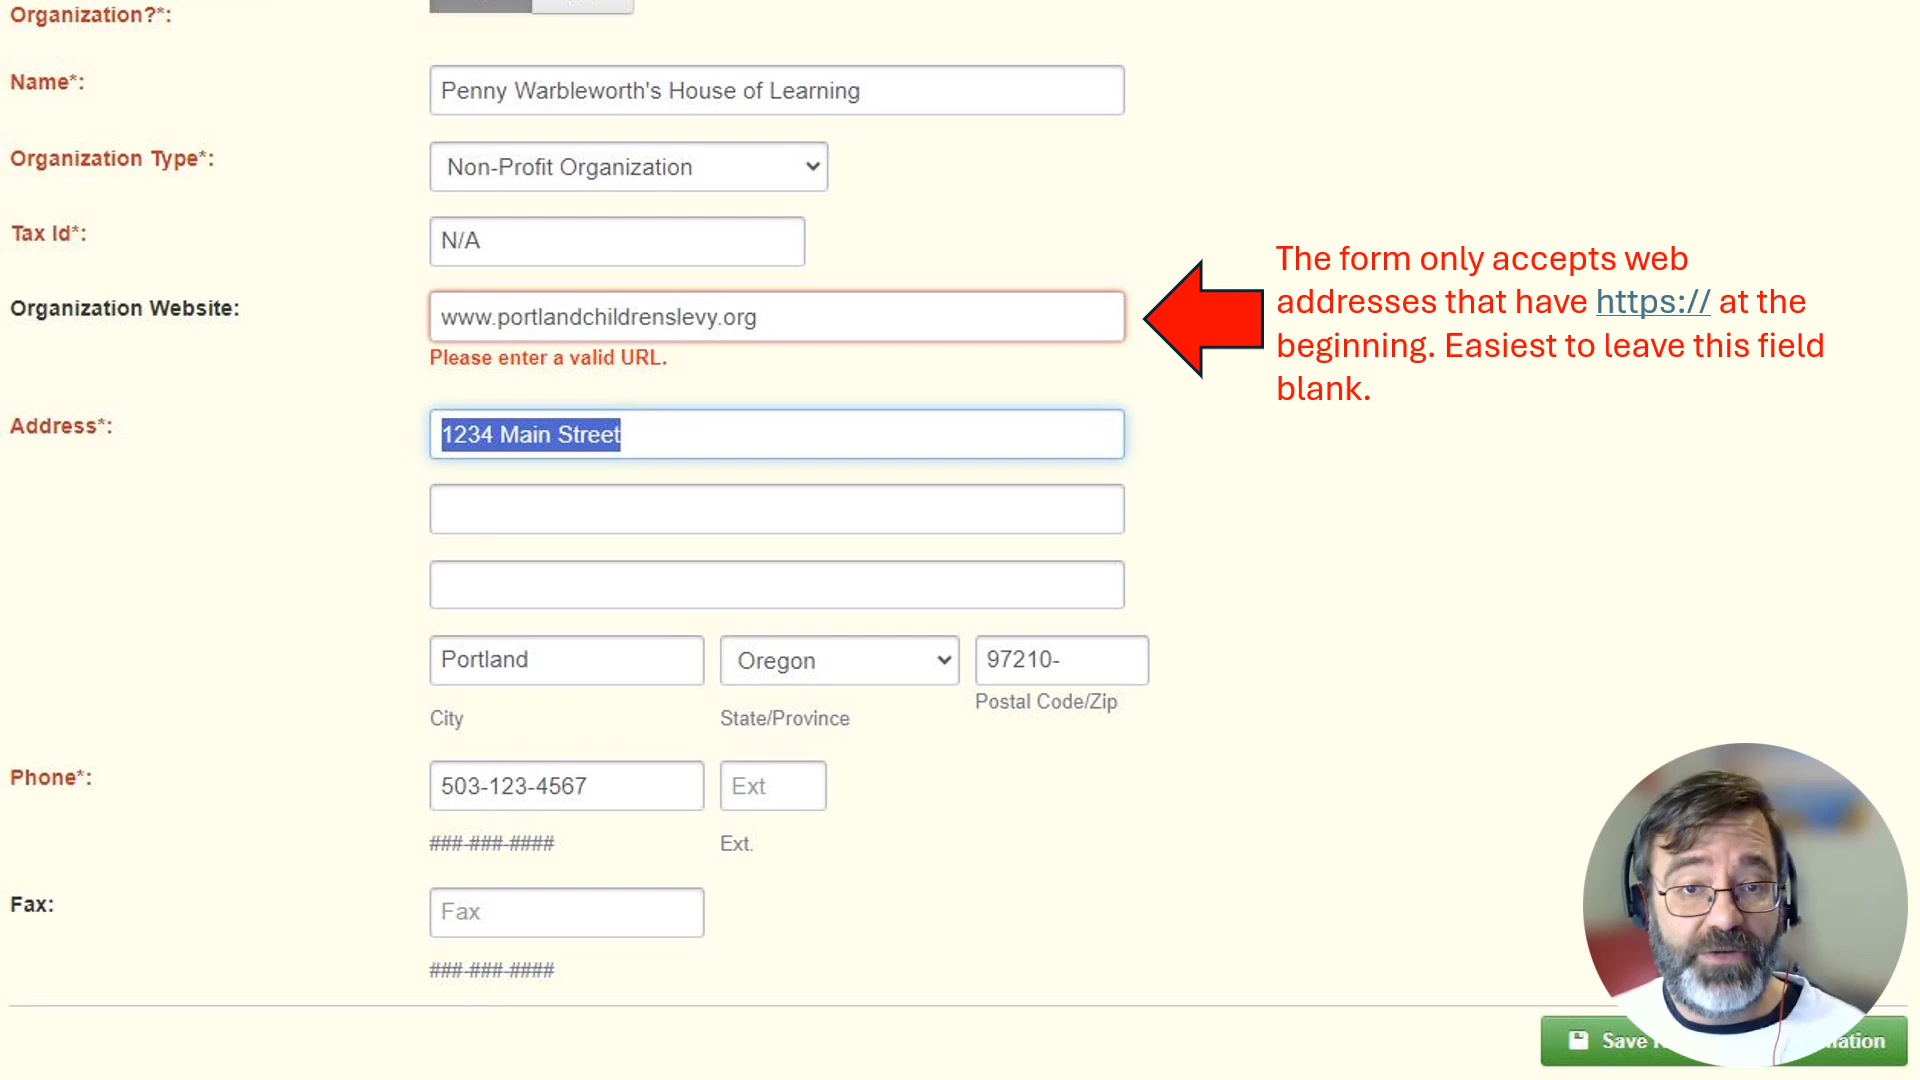 Organization?*:
Name*:
Penny Warbleworth's House of Learning
Organization Type*:
Non-Profit Organization
Tax Id*:
N/A
Organization Website:
www.portlandchildrenslevy.org
Please enter a valid URL.
The form only accepts web
addresses that have https:// at the
beginning. Easiest to leave this field
blank.
Address*:
1234 Main Street
Portland
Oregon
97210-
City
State/Province
Postal Code/Zip
Phone*:
503-123-4567
Ext
###-###-####
Ext.
Fax:
Fax
###-###-####
Save